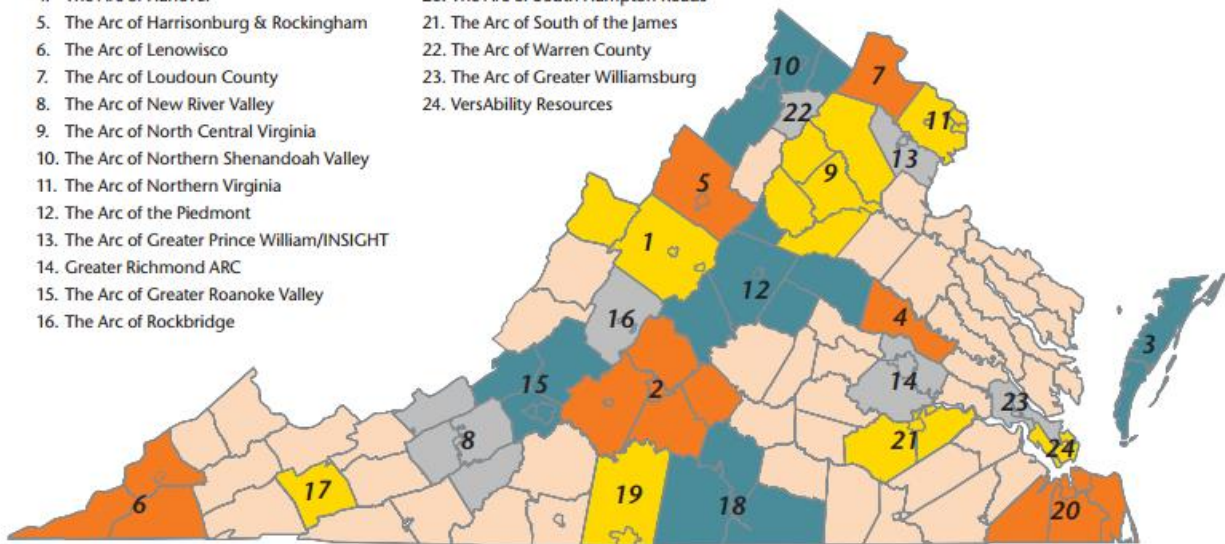 5. The Arc of Harrisonburg & Rockingham
6. The Arc of Lenowisco
7. The Arc of Loudoun County
8. The Arc of New River Valley
9. The Arc of North Central Virginia
10. The Arc of Northern Shenandoah Valley
11. The Arc of Northern Virginia
12. The Arc of the Piedmont
13. The Arc of Greater Prince William/INSIGHT
14. Greater Richmond ARC
15. The Arc of Greater Roanoke Valley
16. The Arc of Rockbridge
21. The Arc of South of the James
22. The Arc of Warren County
23. The Arc of Greater Williamsburg
24. VersAbility Resources
10
7
22
11
13
5
9
1
12
16
4
3
15
2
14
23
8
21
24
17
19
6
18
20